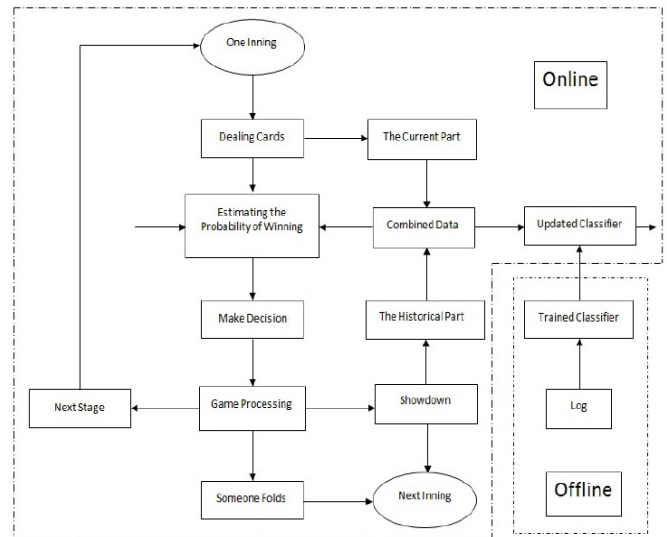 One Inning
Online
Dealing Cards
The Current Part
Estimating the
Probability of Winning
Combined Data
Updated Classifier
Make Decision
The Historical Part
Trained Classifier
Next Stage
Game Processing
Showdown
Log
Someone Folds
Next Inning
Offline